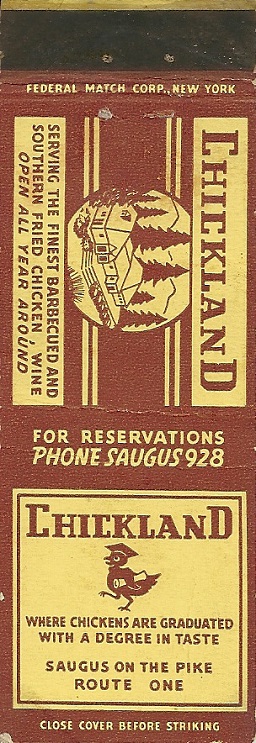 FEDERAL MATCH CORP., NEW YORK
CHICKLAND
SERVING THE FINEST BARBECUED AND
SOUTHERN FRIED CHICKEN, WINE
OPEN ALL YEAR AROUND
FOR RESERVATIONS
PHONE SAUGUS 928
CHICKLAND
WHERE CHICKENS ARE GRADUATED
WITH A DEGREE IN TASTE
SAUGUS ON THE PIKE
ROUTE ONE
CLOSE COVER BEFORE STRIKING